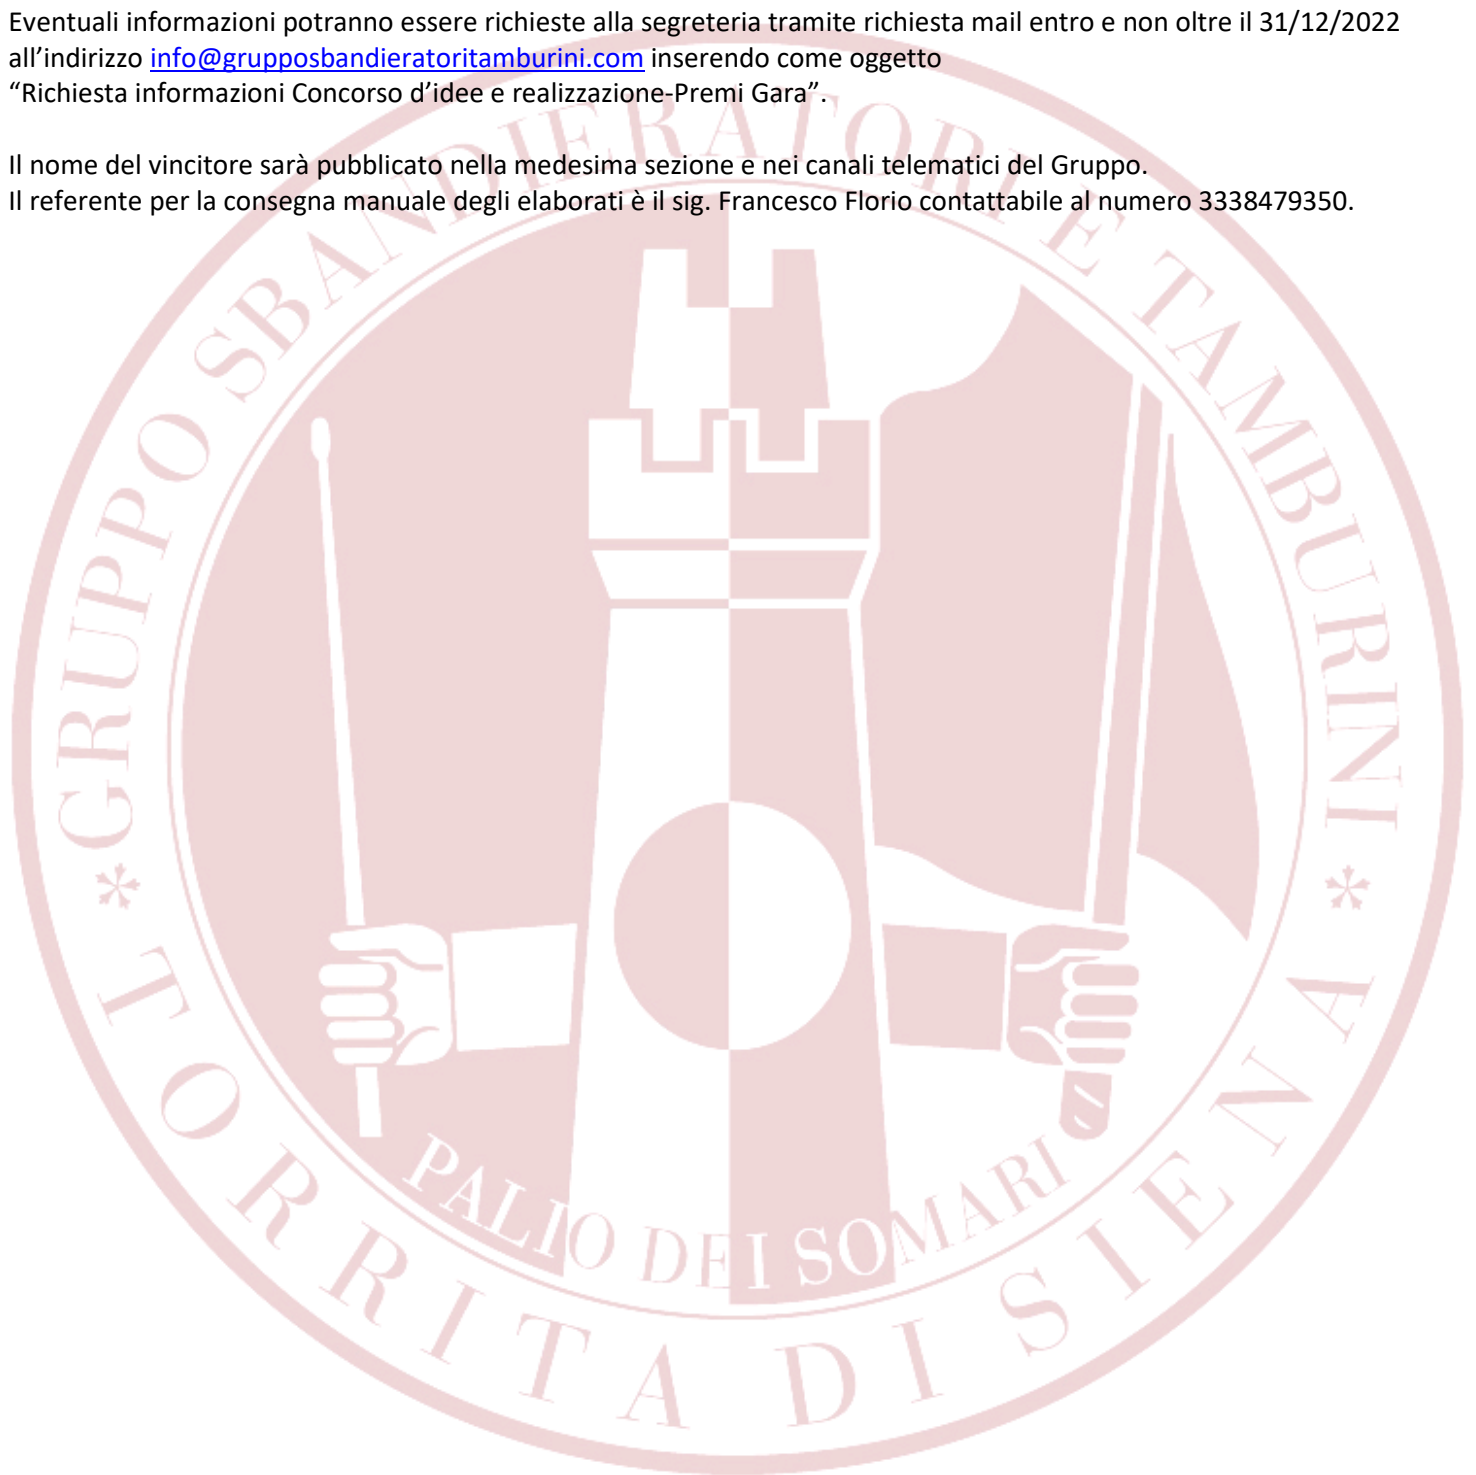 Eventuali informazioni potranno essere richieste alla segreteria tramite richiesta mail entro e non oltre il 31/12/2022
all’indirizzo info@grupposbandieratoritamburini.com inserendo come oggetto
“Richiesta informazioni Concorso d’idee e realizzazione-Premi Gara”.
Il nome del vincitore sarà pubblicato nella medesima sezione e nei canali telematici del Gruppo.
Il referente per la consegna manuale degli elaborati è il sig. Francesco Florio contattabile al numero 3338479350.
* GRUPPO SBANDIERATORI E TAMBURINI *
PALIO DEI SOMARI
TORRITA DI SIENA